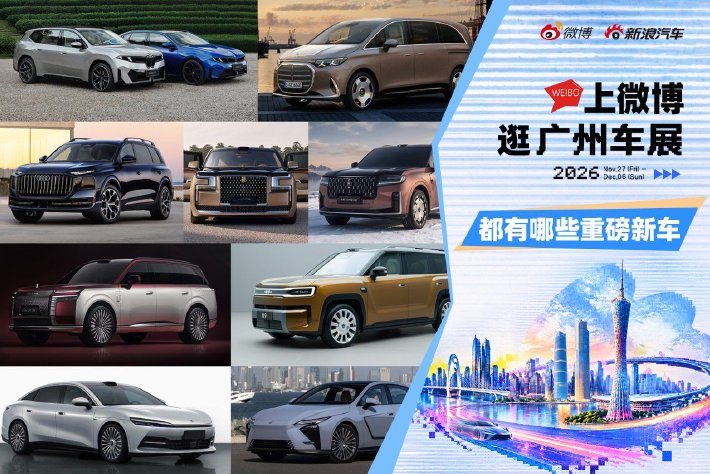 微博 新浪汽车
WEIBO
上微博
逛广州车展
2026 Nov.27 (Fri) —
Dec.06 (Sun)
都有哪些重磅新车